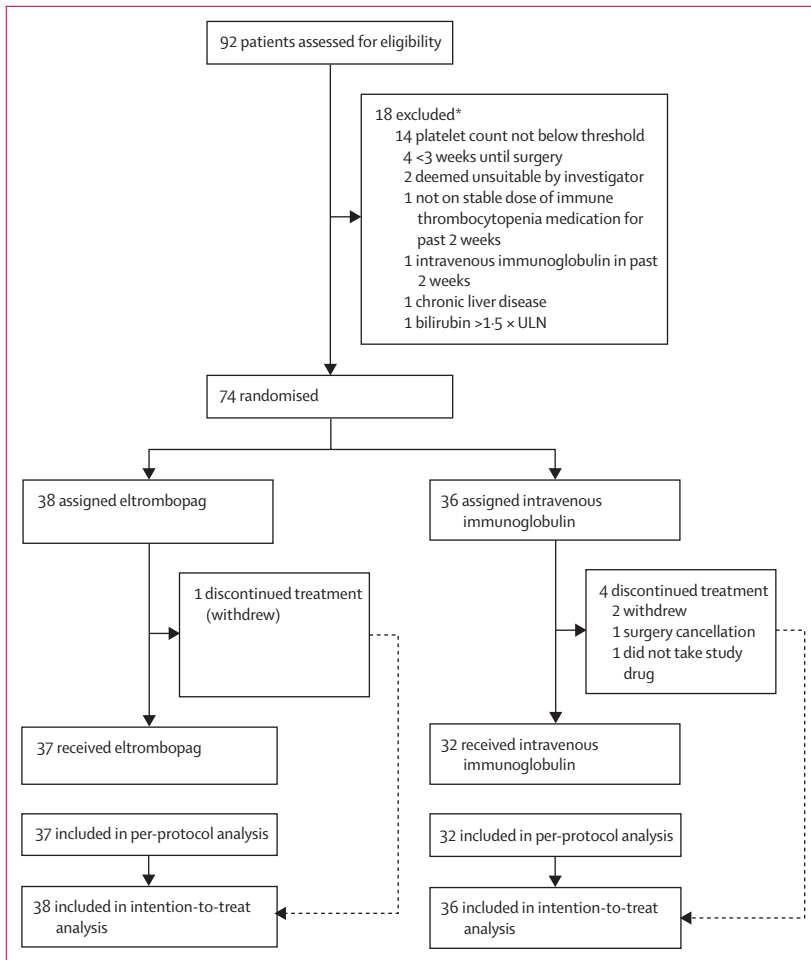 92 patients assessed for eligibility
18 excluded*
14 platelet count not below threshold
4 <3 weeks until surgery
2 deemed unsuitable by investigator
1 not on stable dose of immune
thrombocytopenia medication for
past 2 weeks
1 intravenous immunoglobulin in past
2 weeks
1 chronic liver disease
1 bilirubin >1·5 × ULN
74 randomised
38 assigned eltrombopag
36 assigned intravenous
immunoglobulin
1 discontinued treatment
(withdrew)
4 discontinued treatment
2 withdrew
1 surgery cancellation
1 did not take study
drug
37 received eltrombopag
32 received intravenous
immunoglobulin
37 included in per-protocol analysis
32 included in per-protocol analysis
38 included in intention-to-treat
analysis
36 included in intention-to-treat
analysis